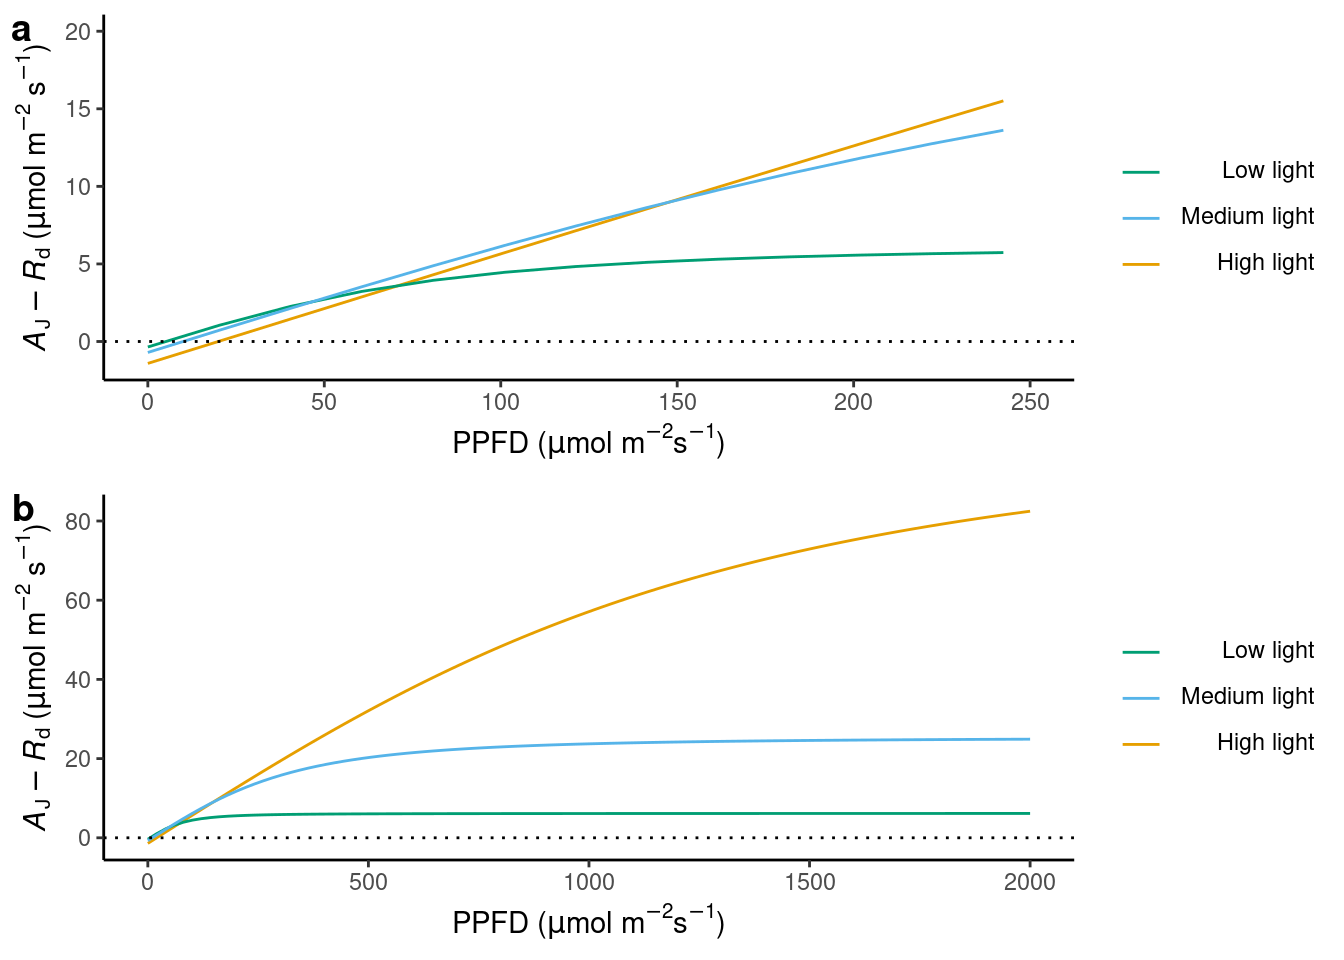 a
20
15
10
5
0
A_J − R_d (µmol m⁻² s⁻¹)
0 50 100 150 200 250
PPFD (µmol m⁻²s⁻¹)
Low light
Medium light
High light
b
80
60
40
20
0
A_J − R_d (µmol m⁻² s⁻¹)
0 500 1000 1500 2000
PPFD (µmol m⁻²s⁻¹)
Low light
Medium light
High light